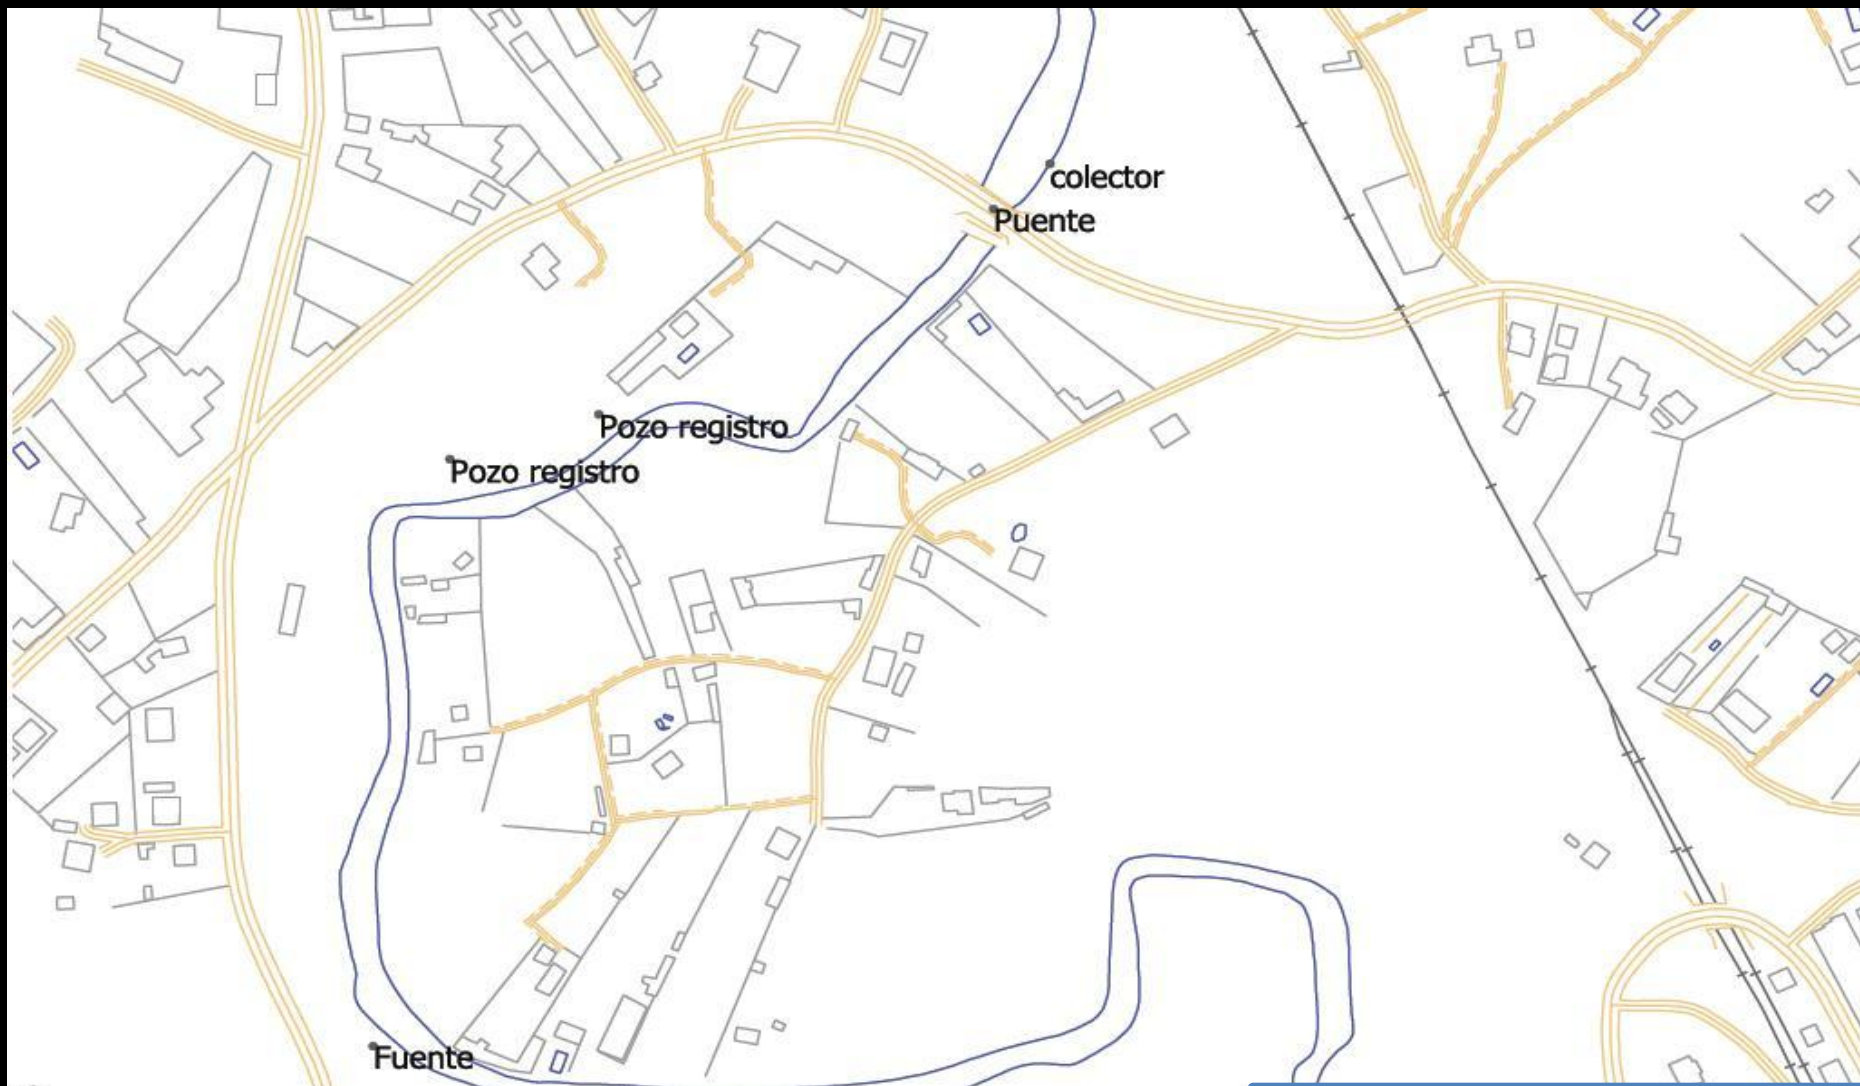 colector
Puente
Pozo registro
Pozo registro
Fuente